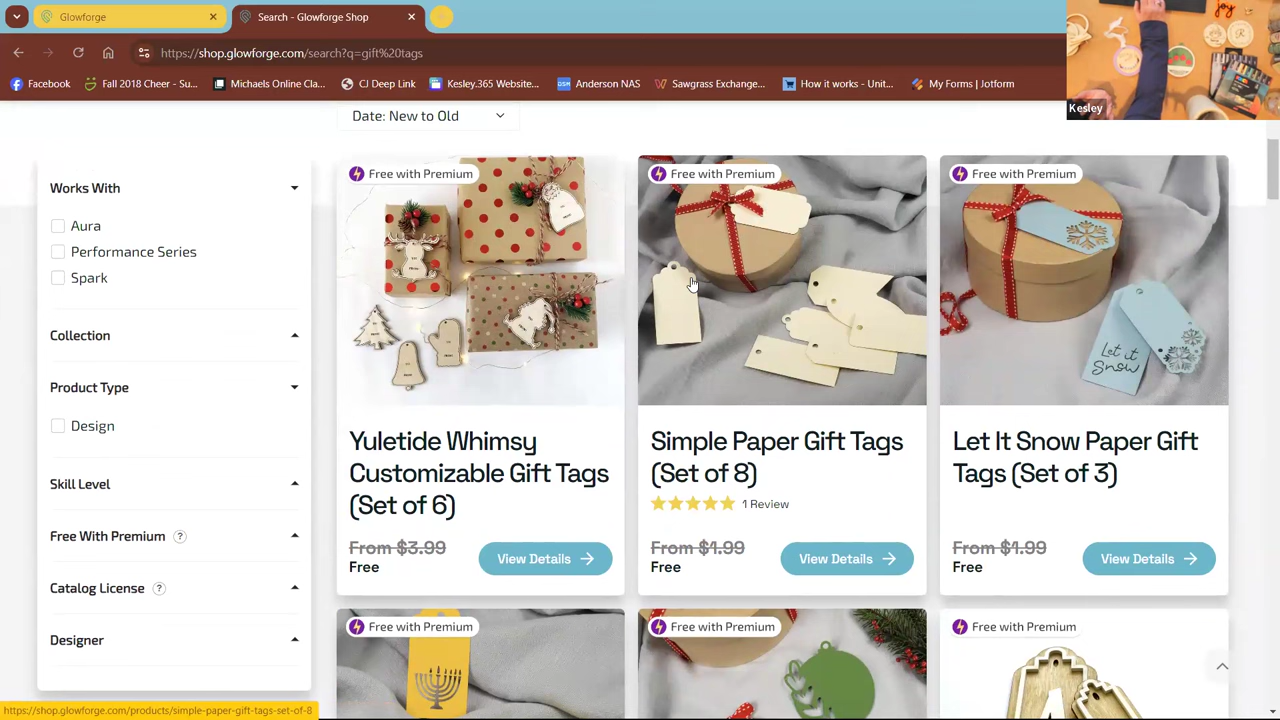 Glowforge
Search - Glowforge Shop
https://shop.glowforge.com/search?q=gift%20tags
Facebook
Fall 2018 Cheer - Su...
Michaels Online Cla...
CJ Deep Link
Kesley.365 Website...
Anderson NAS
Sawgrass Exchange...
How it works - Unit...
My Forms | Jotform
joy
R
Kesley
Date: New to Old
Works With
Aura
Performance Series
Spark
Collection
Product Type
Design
Skill Level
Free With Premium ?
Catalog License ?
Designer
Free with Premium
Yuletide Whimsy
Customizable Gift Tags
(Set of 6)
From $3.99
Free
View Details
Free with Premium
Simple Paper Gift Tags
(Set of 8)
1 Review
From $1.99
Free
View Details
Free with Premium
Let it
Snow
Let It Snow Paper Gift
Tags (Set of 3)
From $1.99
Free
View Details
Free with Premium
Free with Premium
Free with Premium
https://shop.glowforge.com/products/simple-paper-gift-tags-set-of-8